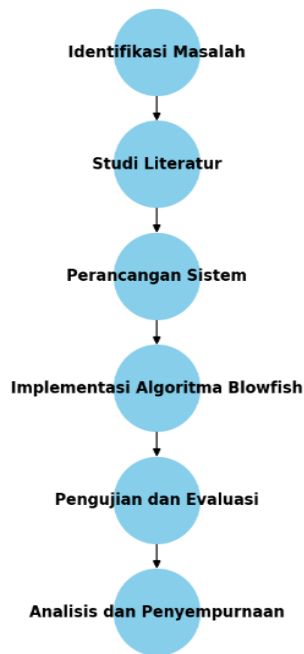 Identifikasi Masalah
Studi Literatur
Perancangan Sistem
Implementasi Algoritma Blowfish
Pengujian dan Evaluasi
Analisis dan Penyempurnaan